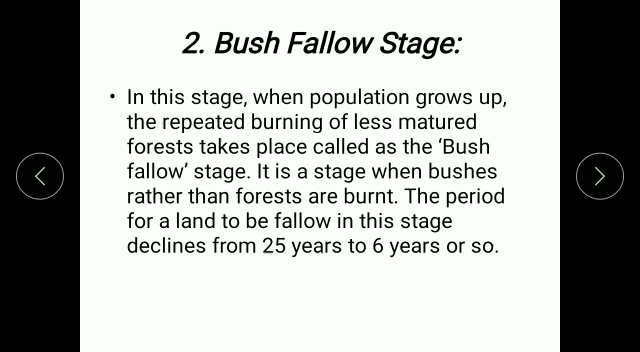 2. Bush Fallow Stage:
• In this stage, when population grows up,
the repeated burning of less matured
forests takes place called as the ‘Bush
fallow’ stage. It is a stage when bushes
rather than forests are burnt. The period
for a land to be fallow in this stage
declines from 25 years to 6 years or so.